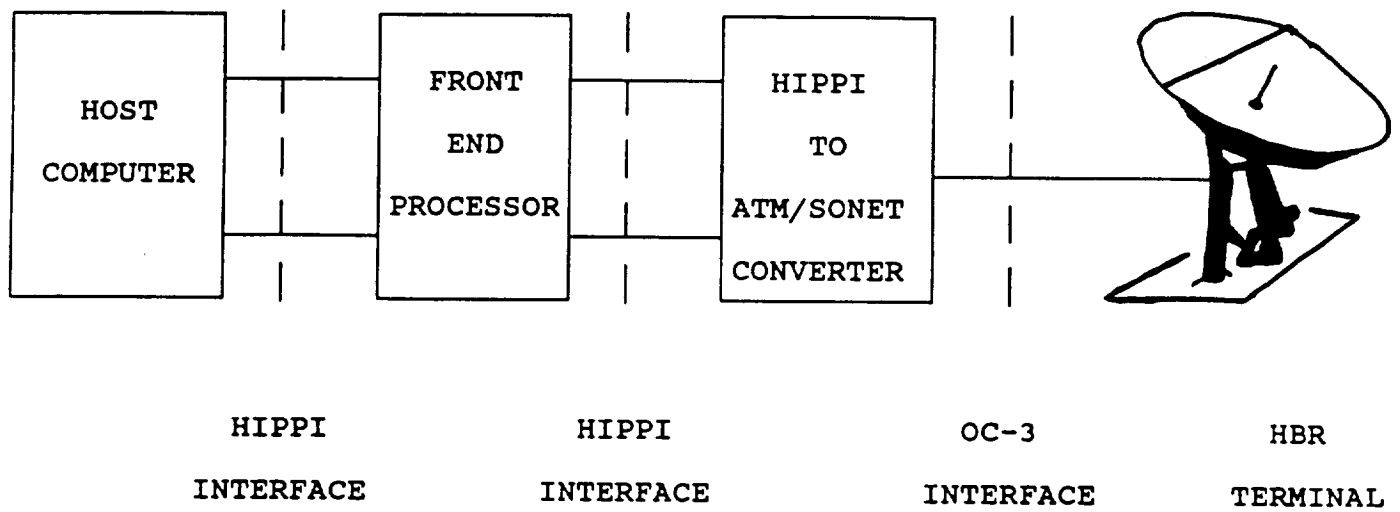 HOST
COMPUTER
FRONT
END
PROCESSOR
HIPPI
TO
ATM/SONET
CONVERTER
HIPPI
INTERFACE
HIPPI
INTERFACE
OC-3
INTERFACE
HBR
TERMINAL